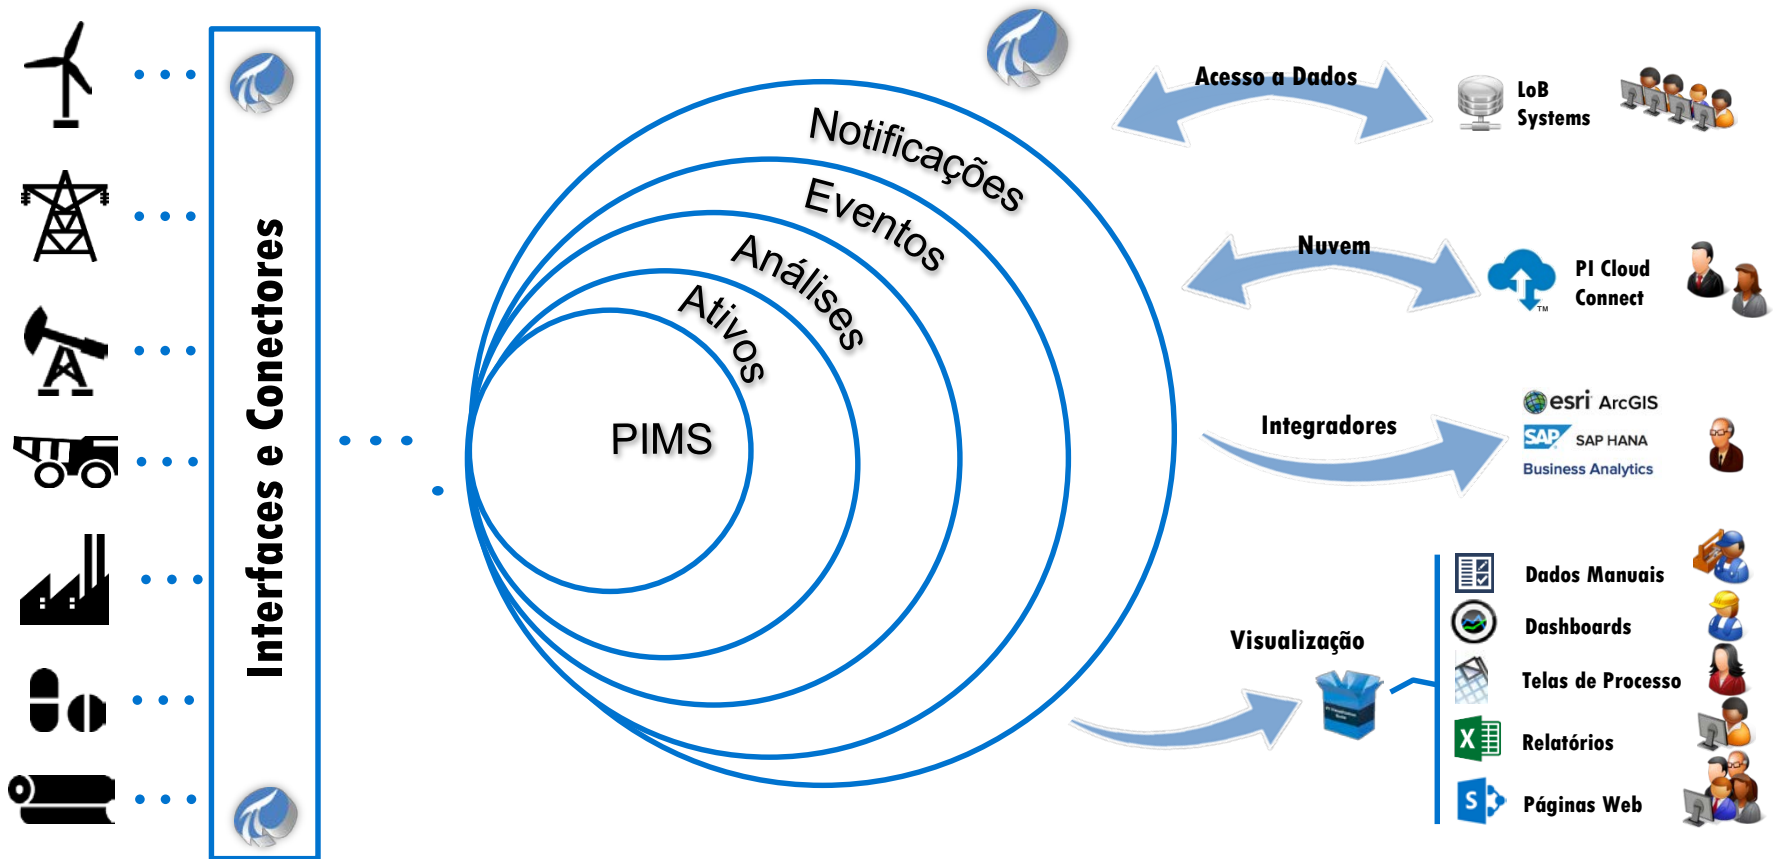 Interfaces e Conectores
Notificações
Eventos
Análises
Ativos
PIMS
Acesso a Dados
LoB
Systems
Nuvem
TM
PI Cloud
Connect
Integradores
esri ArcGIS
SAP SAP HANA
Business Analytics
Visualização
Dados Manuais
Dashboards
Telas de Processo
X
Relatórios
S
Páginas Web